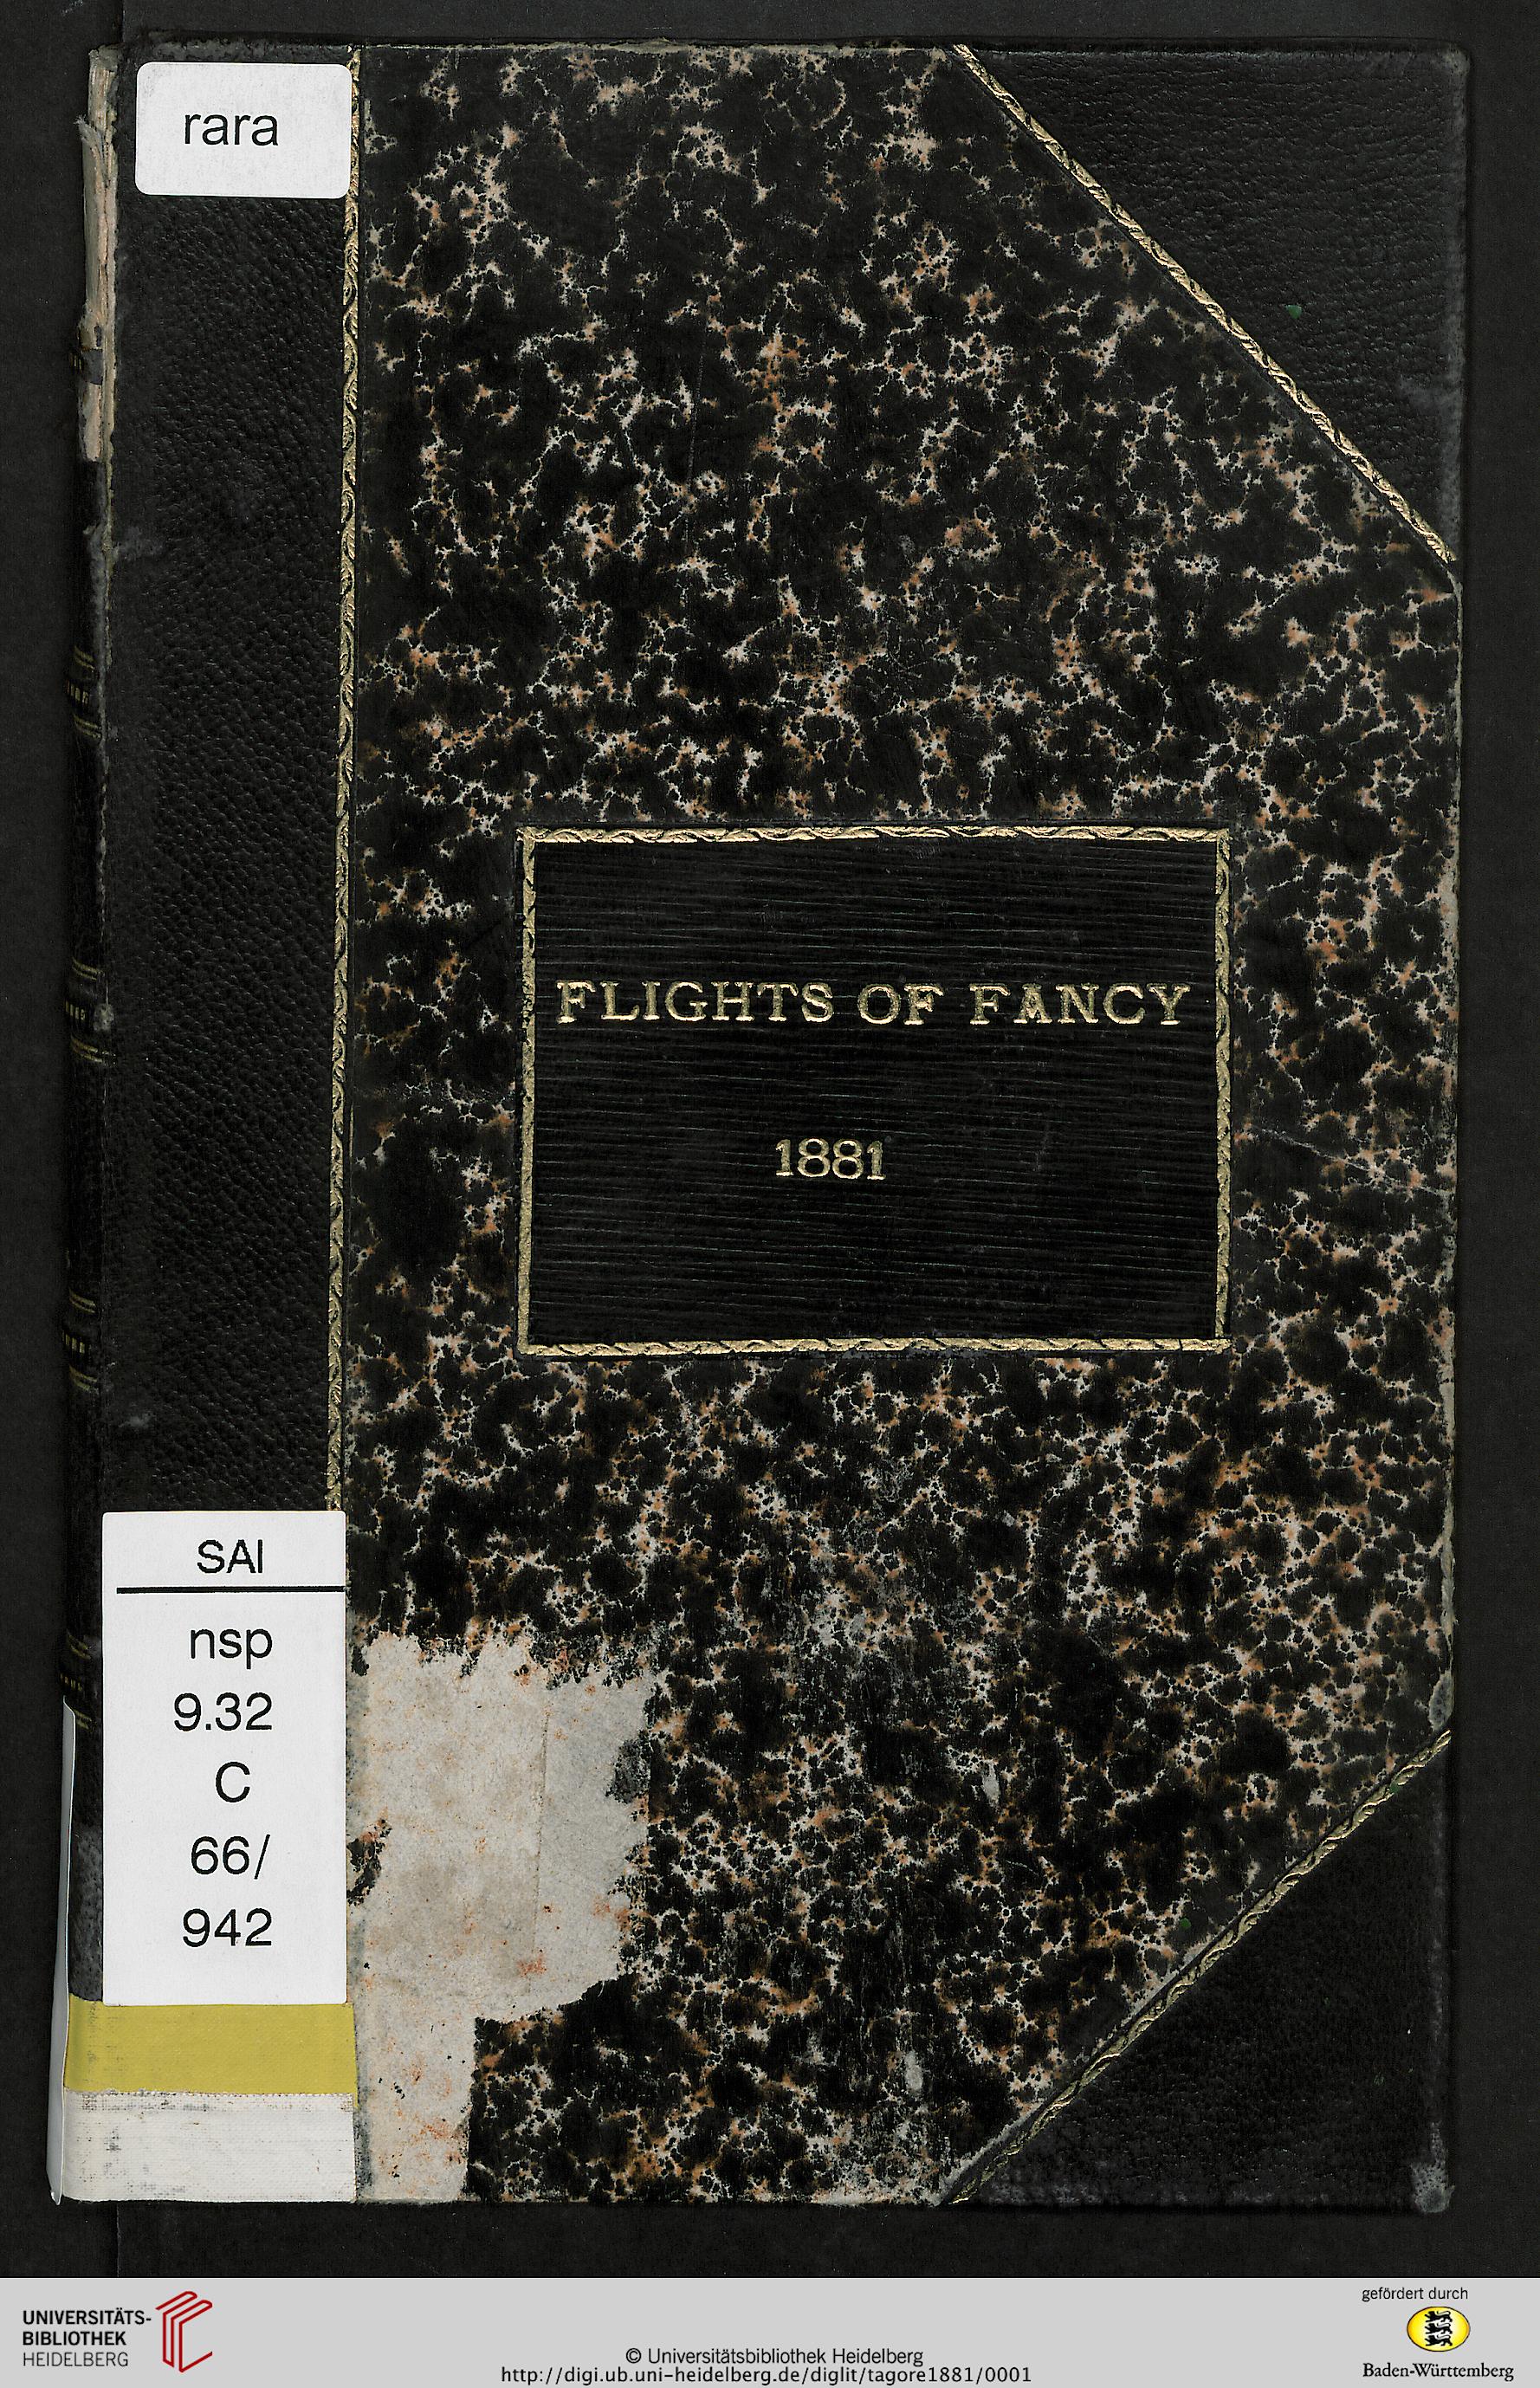 rara
FLIGHTS OF FANCY
1881
SAI
nsp
9.32
C
66/
942
UNIVERSITÄTS-
BIBLIOTHEK
HEIDELBERG
© Universitätsbibliothek Heidelberg
http://digi.ub.uni-heidelberg.de/diglit/tagore1881/0001
gefördert durch
Baden-Württemberg